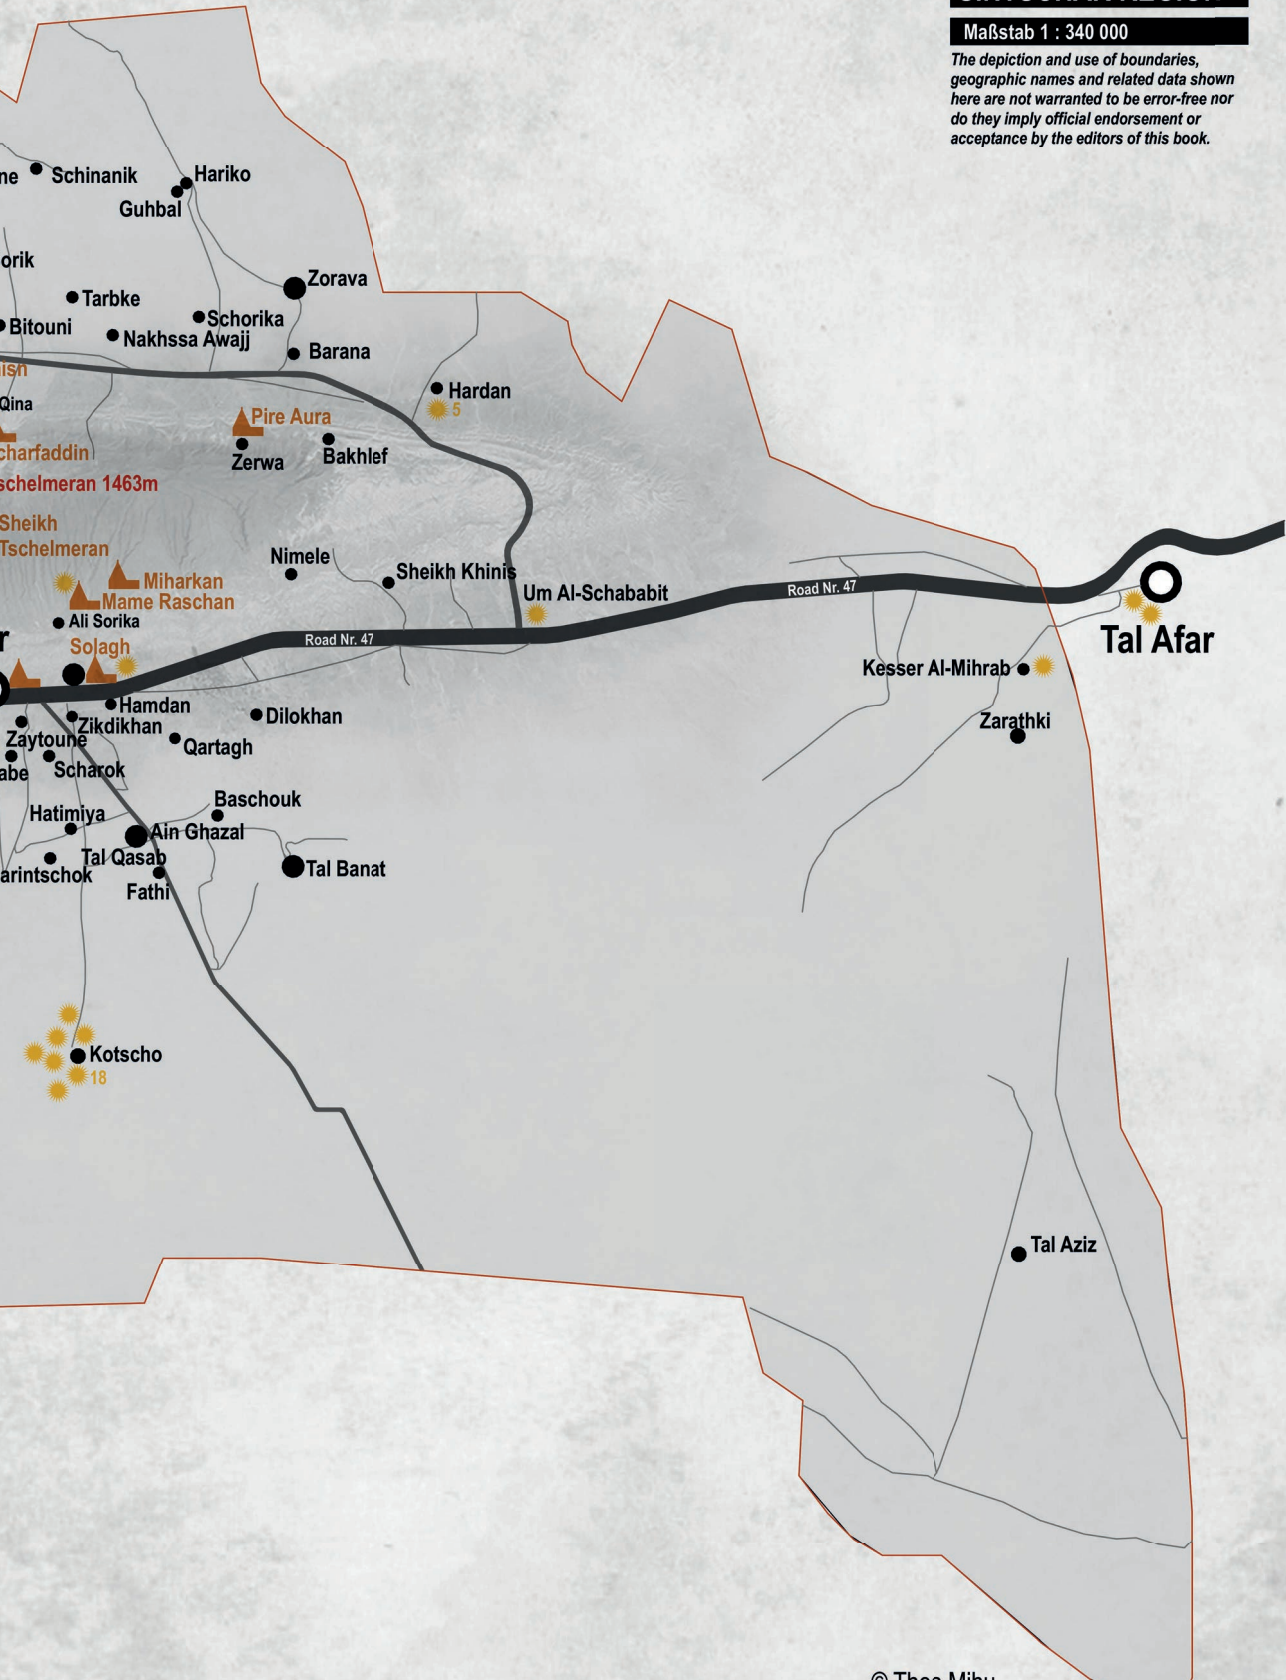 Maßstab 1 : 340 000
The depiction and use of boundaries,
geographic names and related data shown
here are not warranted to be error-free nor
do they imply official endorsement or
acceptance by the editors of this book.
Schinanik
Hariko
Guhbal
orik
Zorava
Tarbke
Schorika
Bitouni
Nakhssa Awajj
Barana
Hardan
5
Qina
Pire Aura
charfaddin
Zerwa
Bakhlef
schelmeran 1463m
Sheikh
Tschelmeran
Nimele
Sheikh Khinis
Miharkan
Mame Raschan
Um Al-Schababit
Road Nr. 47
Ali Sorika
Road Nr. 47
Tal Afar
Solagh
Kesser Al-Mihrab
Hamdan
Zikdikhan
Dilokhan
Zarathki
Zaytoune
Qartagh
abe
Scharok
Baschouk
Hatimiya
Ain Ghazal
Tal Qasab
Tal Banat
arintschok
Fathi
Kotscho
18
Tal Aziz